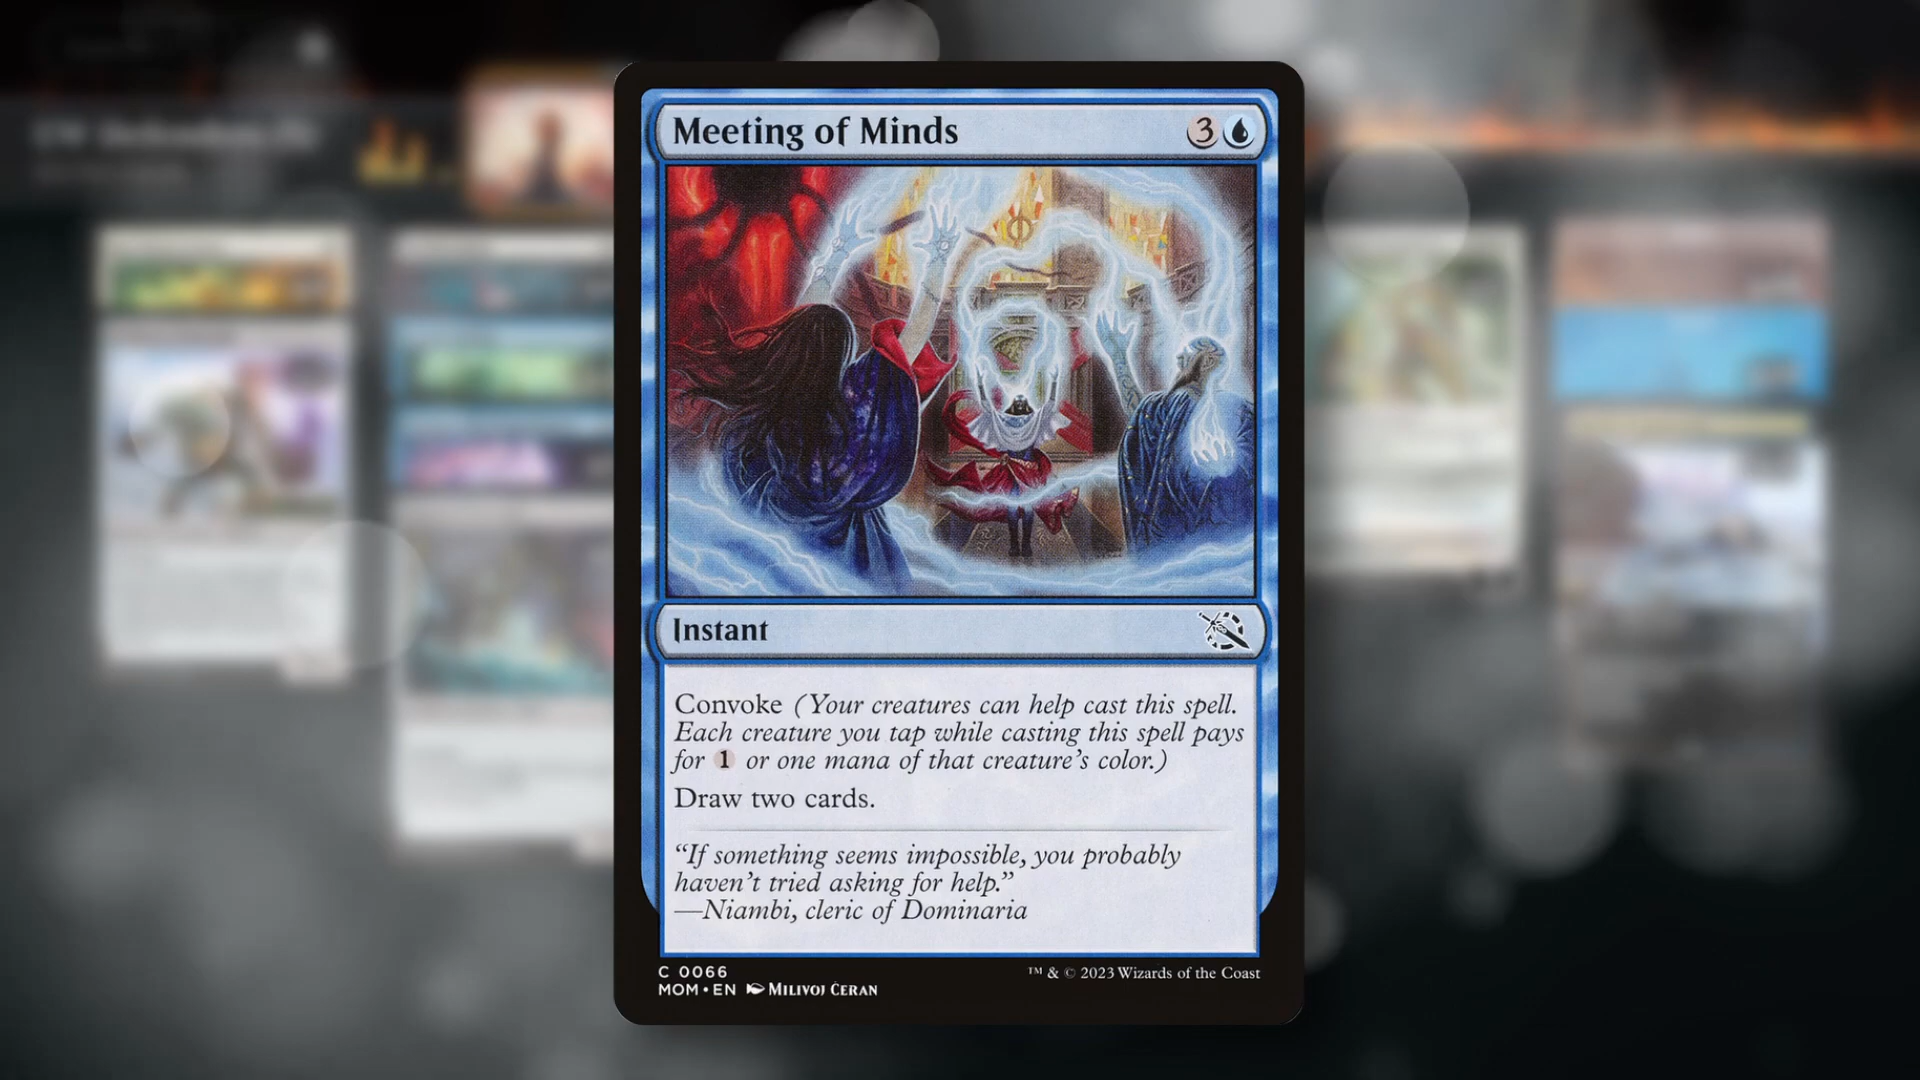 Meeting of Minds 3
Instant
Convoke (Your creatures can help cast this spell.
Each creature you tap while casting this spell pays
for 1 or one mana of that creature's color.)
Draw two cards.
“If something seems impossible, you probably
haven't tried asking for help.”
—Niambi, cleric of Dominaria
C 0066
MOM • EN MILIVOJ ĆERAN
™ & © 2023 Wizards of the Coast